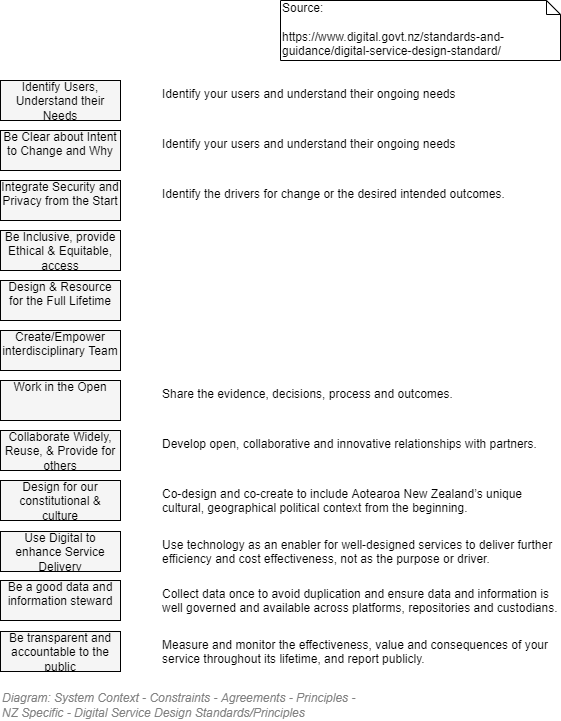 Source:
https://www.digital.govt.nz/standards-and-
guidance/digital-service-design-standard/
Identify Users,
Understand their
Needs
Identify your users and understand their ongoing needs
Be Clear about Intent
to Change and Why
Identify your users and understand their ongoing needs
Integrate Security and
Privacy from the Start
Identify the drivers for change or the desired intended outcomes.
Be Inclusive, provide
Ethical & Equitable,
access
Design & Resource
for the Full Lifetime
Create/Empower
interdisciplinary Team
Work in the Open
Share the evidence, decisions, process and outcomes.
Collaborate Widely,
Reuse, & Provide for
others
Develop open, collaborative and innovative relationships with partners.
Design for our
constitutional &
culture
Co-design and co-create to include Aotearoa New Zealand's unique
cultural, geographical political context from the beginning.
Use Digital to
enhance Service
Delivery
Use technology as an enabler for well-designed services to deliver further
efficiency and cost effectiveness, not as the purpose or driver.
Be a good data and
information steward
Collect data once to avoid duplication and ensure data and information is
well governed and available across platforms, repositories and custodians.
Be transparent and
accountable to the
public
Measure and monitor the effectiveness, value and consequences of your
service throughout its lifetime, and report publicly.
Diagram: System Context - Constraints - Agreements - Principles -
NZ Specific - Digital Service Design Standards/Principles